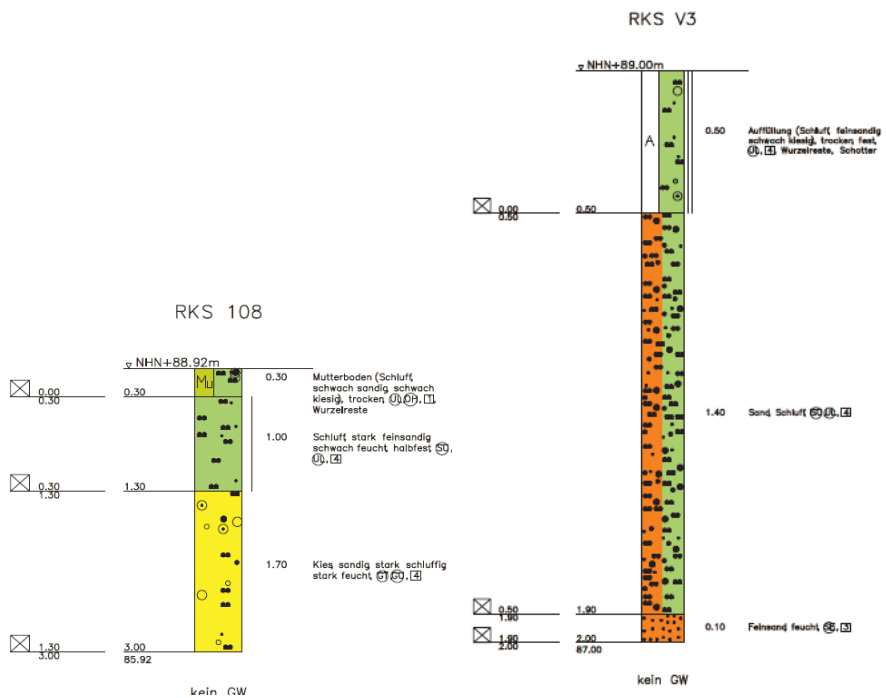 RKS V3
NHN+89.00m
A
0.50
Auffüllung (Schluff, feinsandig
schwach kiesig), trocken, fest,
UL, 4, Wurzelreste, Schotter
0.00
0.50
0.50
1.40
Sand, Schluff, SU, UL, 4
0.50
1.90
1.90
0.10
Feinsand, feucht, SE, 3
1.90
2.00
2.00
87.00
kein GW
RKS 108
NHN+88.92m
Mu
0.30
Mutterboden (Schluff,
schwach sandig, schwach
kiesig), trocken, UL, OH, 1,
Wurzelreste
0.00
0.30
0.30
1.00
Schluff, stark feinsandig
schwach feucht, halbfest, SU,
UL, 4
0.30
1.30
1.30
1.70
Kies, sandig, stark schluffig
stark feucht, GT, GU, 4
1.30
3.00
3.00
85.92
kein GW